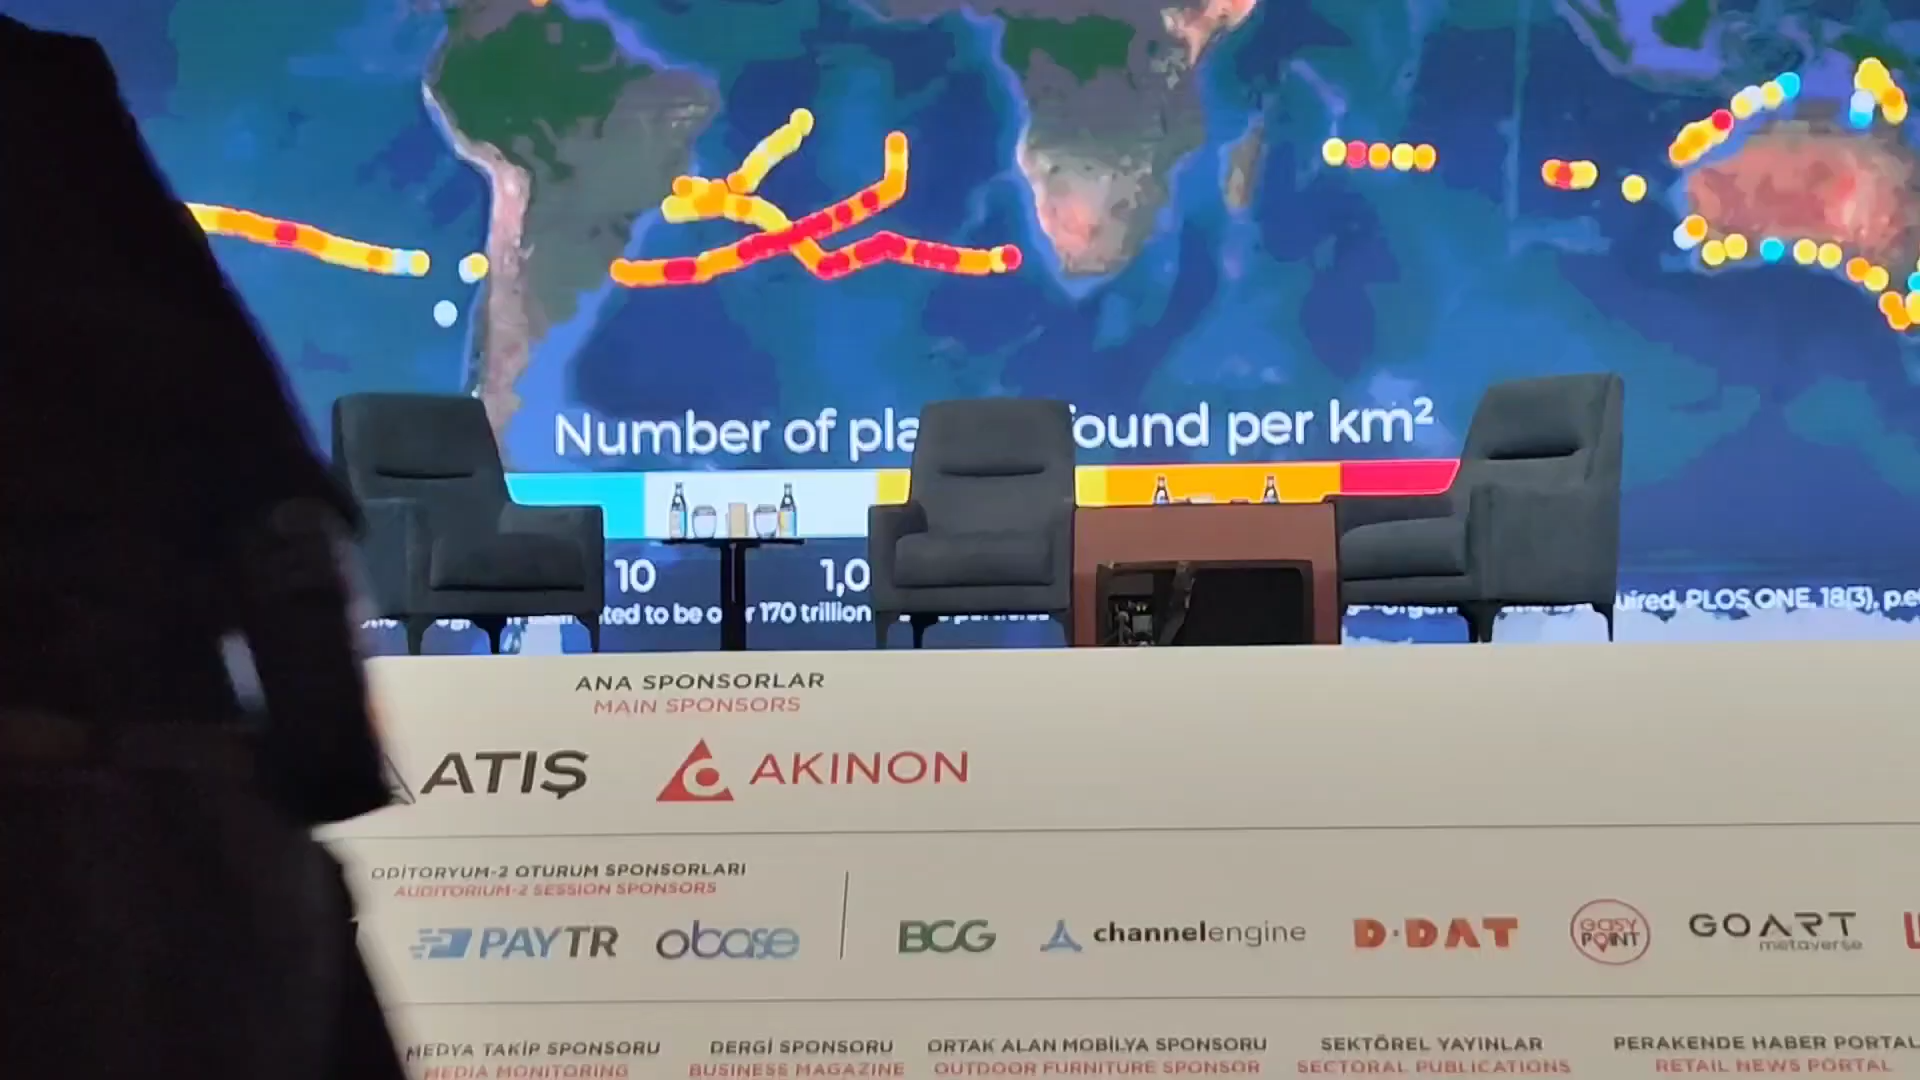 Number of pla ound per km²
10 1,0
ted to be o r 170 trillion
uired, PLOS ONE, 18(3), p.e
ANA SPONSORLAR
MAIN SPONSORS
ATIŞ
AKINON
ODİTORYUM-2 OTURUM SPONSORLARI
AUDITORIUM-2 SESSION SPONSORS
PAYTR
obase
BCG
channelengine
D·DAT
easy
POINT
GOART
metaverse
MEDYA TAKİP SPONSORU
MEDIA MONITORING
DERGİ SPONSORU
BUSINESS MAGAZINE
ORTAK ALAN MOBİLYA SPONSORU
OUTDOOR FURNITURE SPONSOR
SEKTÖREL YAYINLAR
SECTORAL PUBLICATIONS
PERAKENDE HABER PORTAL
RETAIL NEWS PORTAL